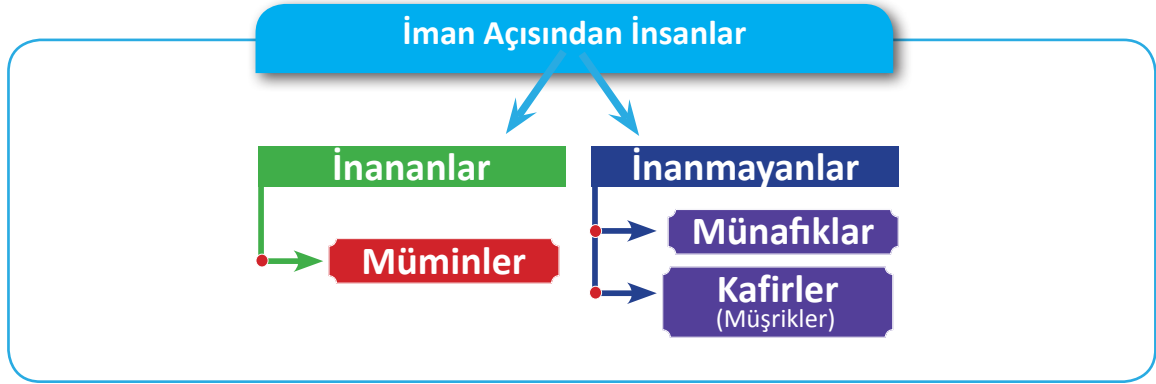 İman Açısından İnsanlar
İnananlar
Müminler
İnanmayanlar
Münafıklar
Kafirler
(Müşrikler)